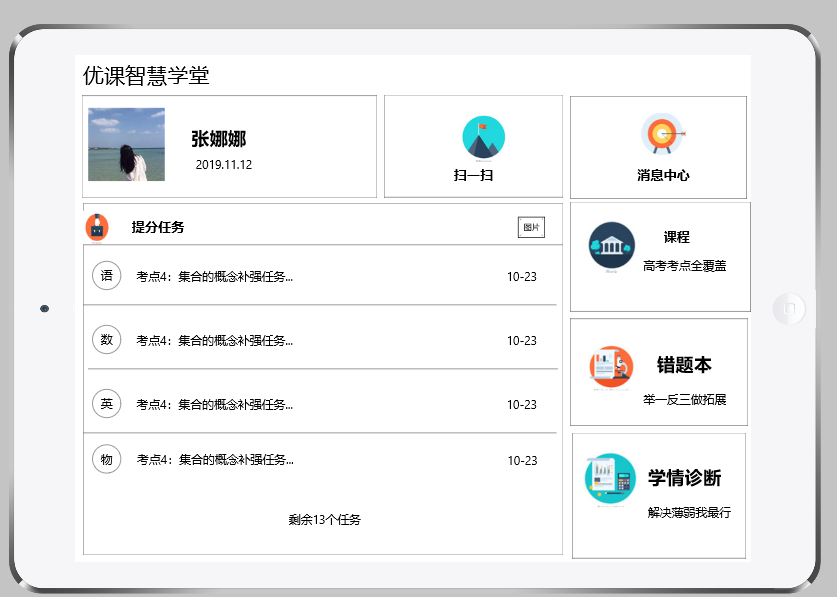 优课智慧学堂
张娜娜
2019.11.12
扫一扫
消息中心
提分任务
图片
语 考点4：集合的概念补强任务... 10-23
数 考点4：集合的概念补强任务... 10-23
英 考点4：集合的概念补强任务... 10-23
物 考点4：集合的概念补强任务... 10-23
剩余13个任务
课程
高考考点全覆盖
错题本
举一反三做拓展
学情诊断
解决薄弱我最行